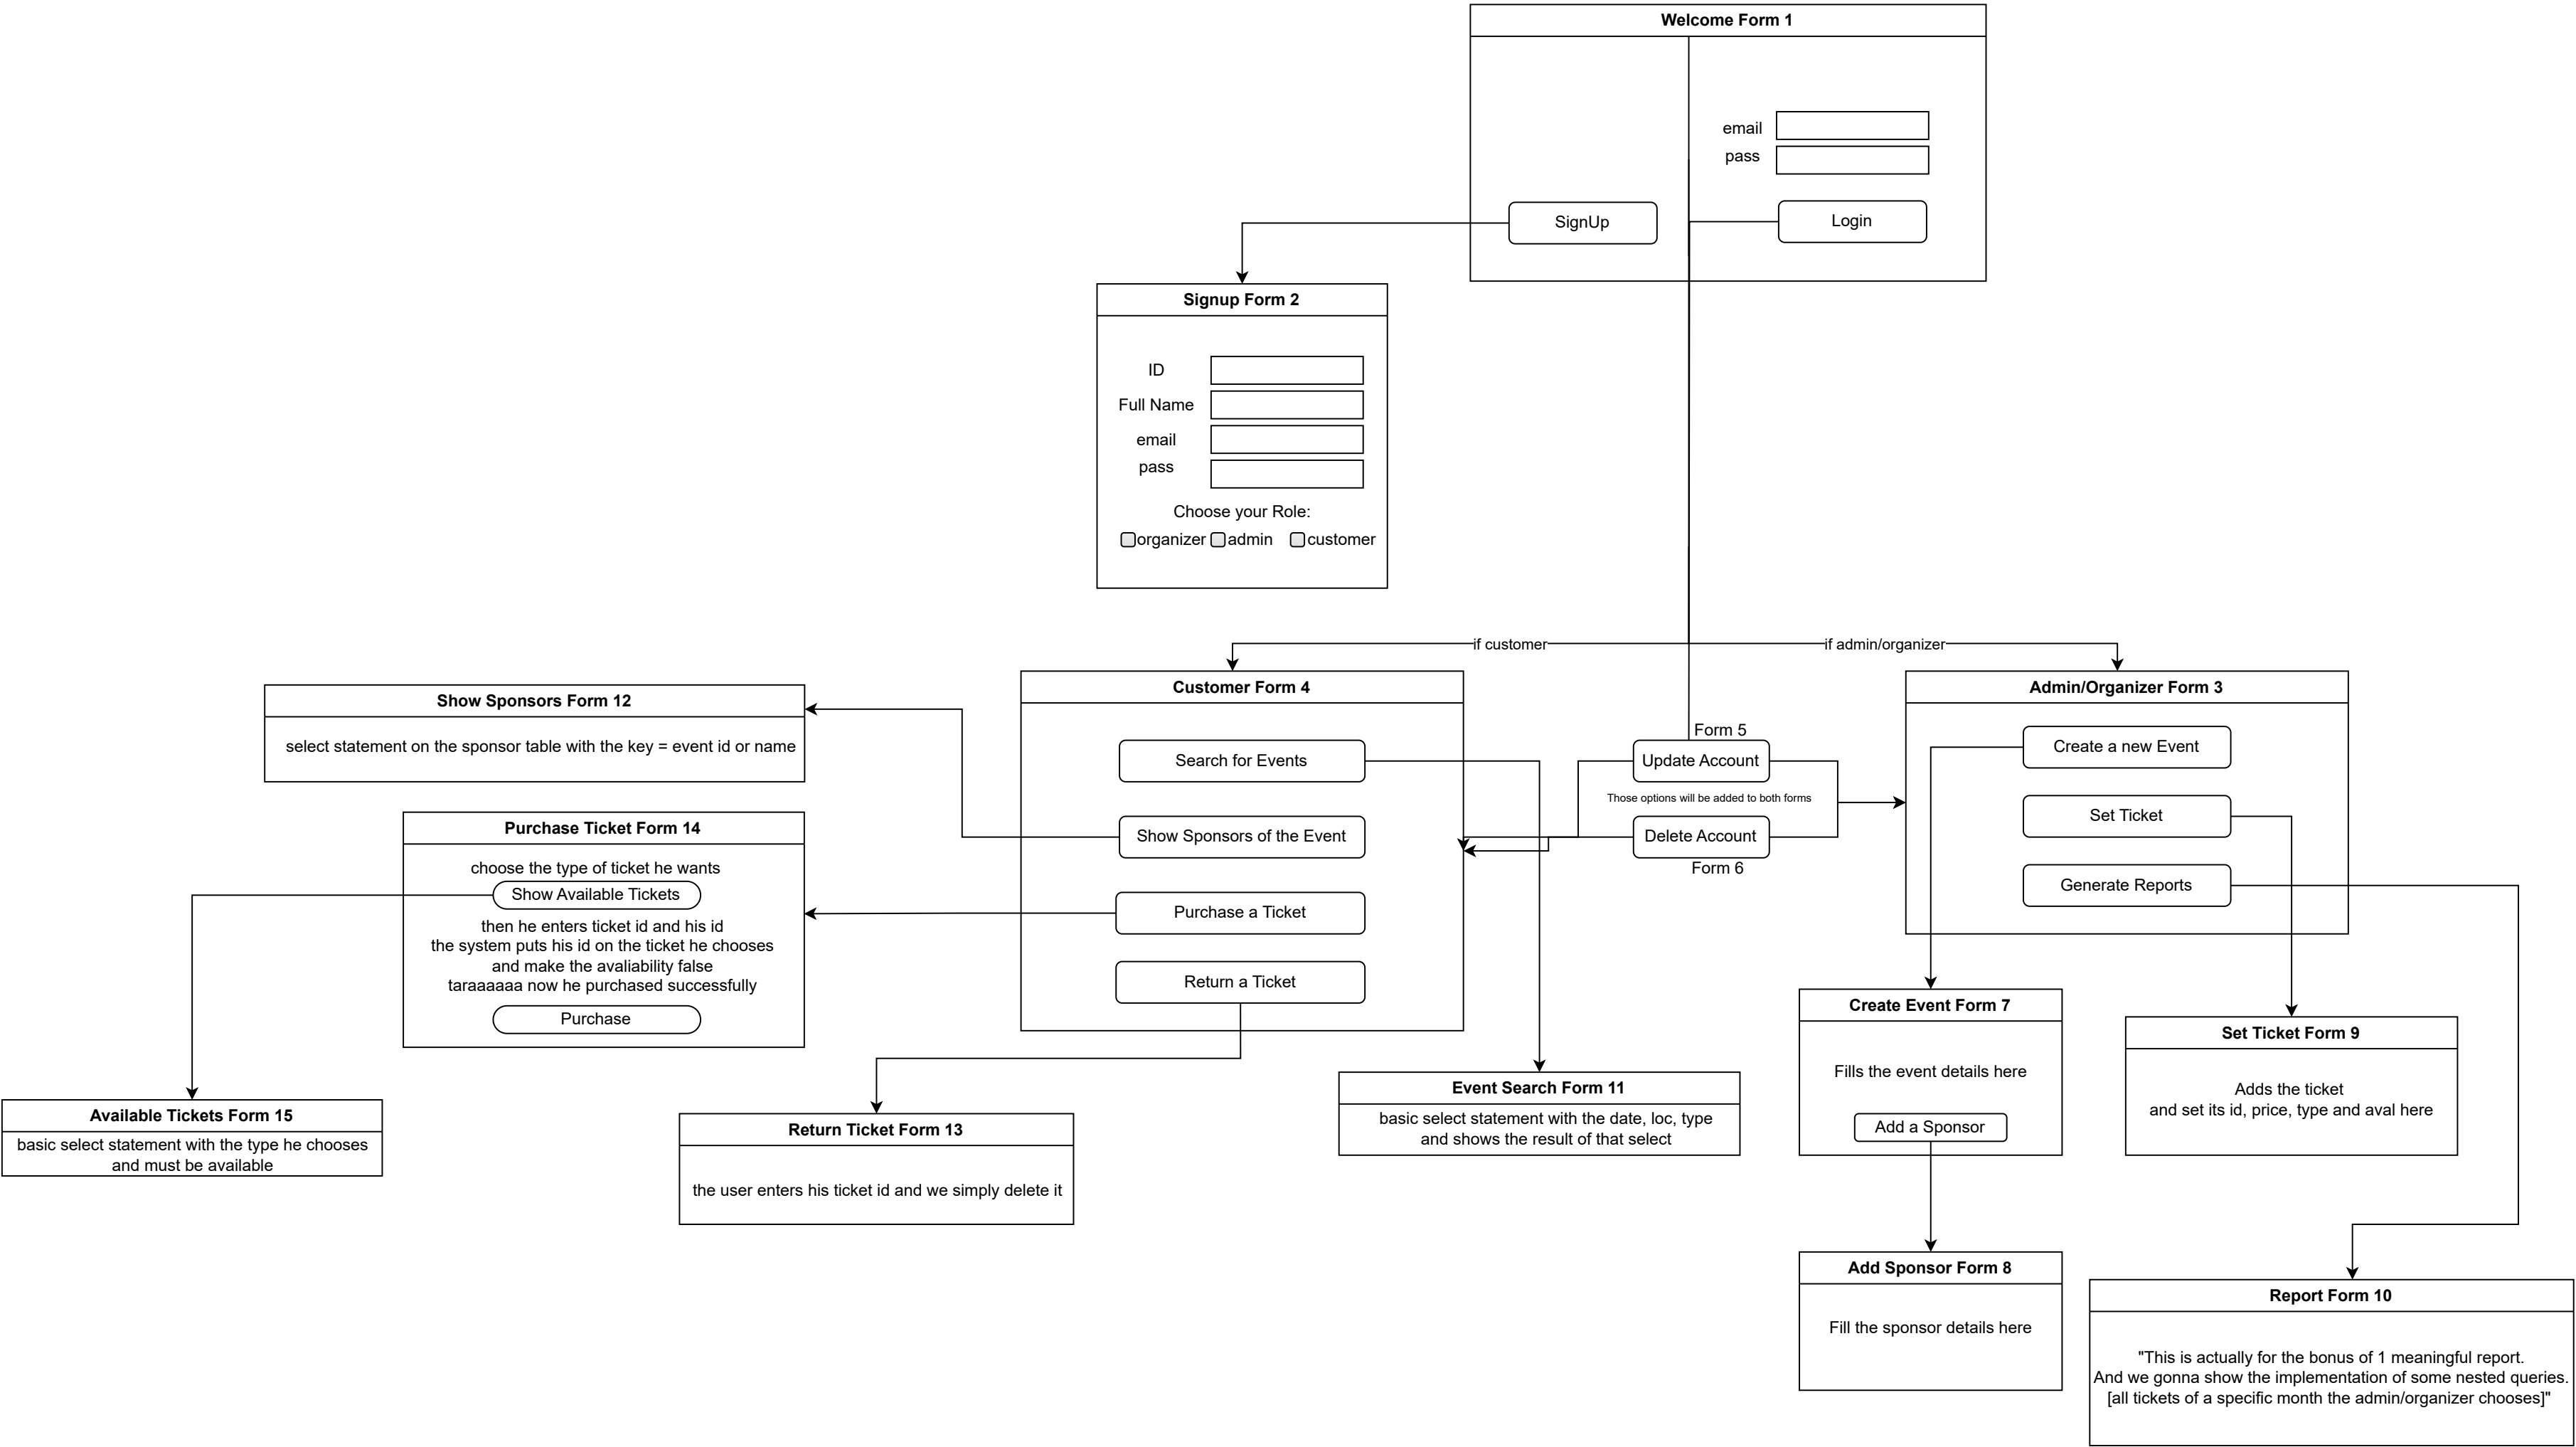 Welcome Form 1
email
pass
SignUp
Login
Signup Form 2
ID
Full Name
email
pass
Choose your Role:
organizer
admin
customer
if customer
if admin/organizer
Show Sponsors Form 12
select statement on the sponsor table with the key = event id or name
Customer Form 4
Search for Events
Show Sponsors of the Event
Purchase a Ticket
Return a Ticket
Form 5
Update Account
Those options will be added to both forms
Delete Account
Form 6
Admin/Organizer Form 3
Create a new Event
Set Ticket
Generate Reports
Purchase Ticket Form 14
choose the type of ticket he wants
Show Available Tickets
then he enters ticket id and his id
the system puts his id on the ticket he chooses
and make the avaliability false
taraaaaaa now he purchased successfully
Purchase
Available Tickets Form 15
basic select statement with the type he chooses
and must be available
Return Ticket Form 13
the user enters his ticket id and we simply delete it
Event Search Form 11
basic select statement with the date, loc, type
and shows the result of that select
Create Event Form 7
Fills the event details here
Add a Sponsor
Set Ticket Form 9
Adds the ticket
and set its id, price, type and aval here
Add Sponsor Form 8
Fill the sponsor details here
Report Form 10
"This is actually for the bonus of 1 meaningful report.
And we gonna show the implementation of some nested queries.
[all tickets of a specific month the admin/organizer chooses]"